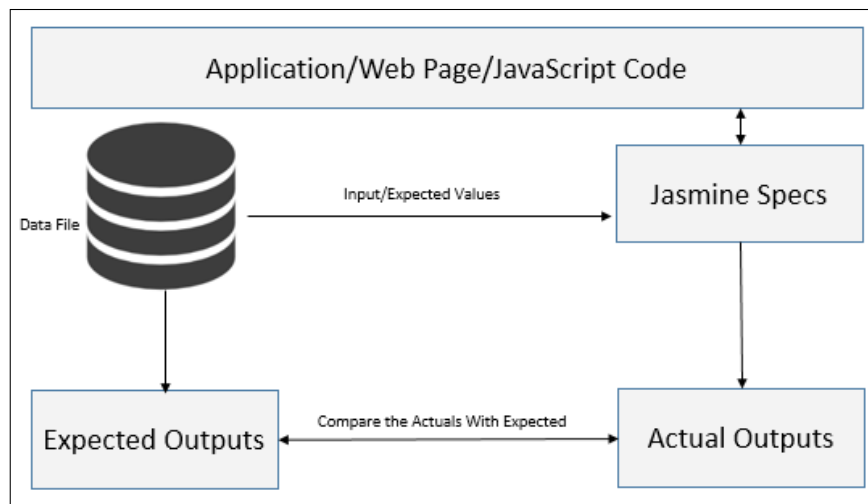 Application/Web Page/JavaScript Code
Input/Expected Values
Jasmine Specs
Data File
Expected Outputs
Compare the Actuals With Expected
Actual Outputs